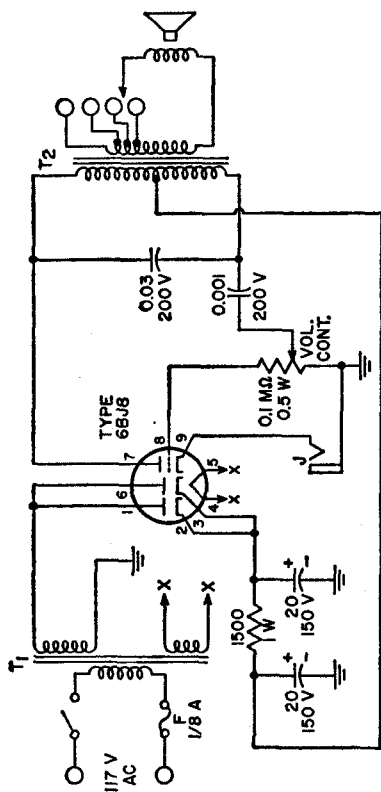 T1
117 V
AC
F
1/8 A
X
X
TYPE
6BJ8
1
6
7
8
9
2
3
4
5
X
X
J
1500
1W
20
150 V
+
-
20
150 V
+
-
0.1 MΩ
0.5 W
VOL.
CONT.
0.03
200 V
0.001
200 V
T2